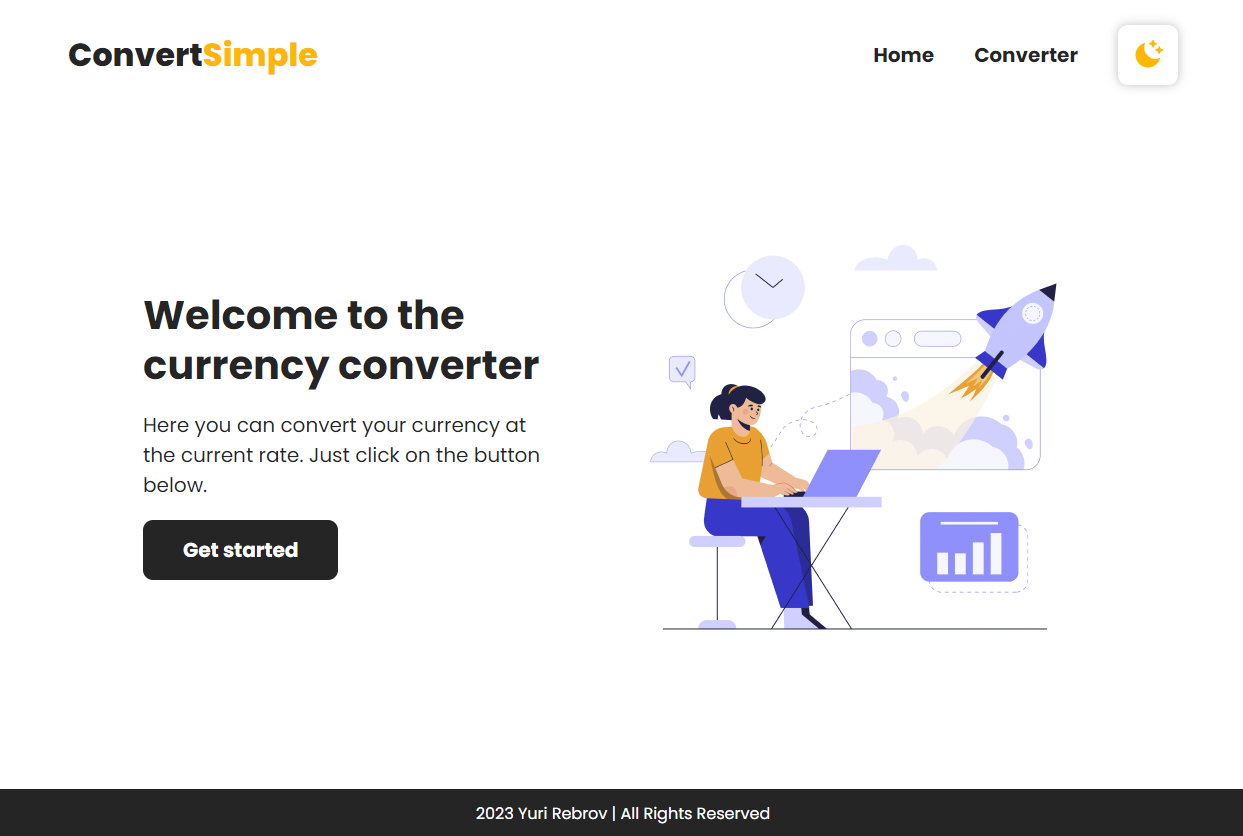 ConvertSimple
Home
Converter
Welcome to the
currency converter
Here you can convert your currency at
the current rate. Just click on the button
below.
Get started
2023 Yuri Rebrov | All Rights Reserved